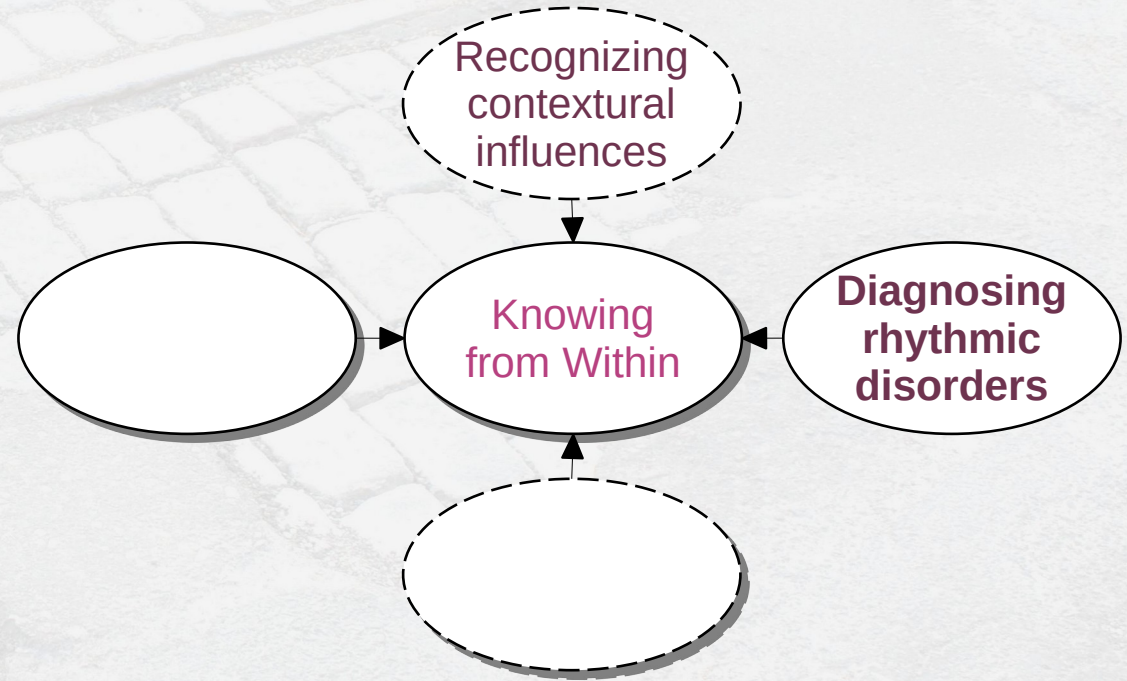 Recognizing
contextural
influences
Knowing
from Within
Diagnosing
rhythmic
disorders